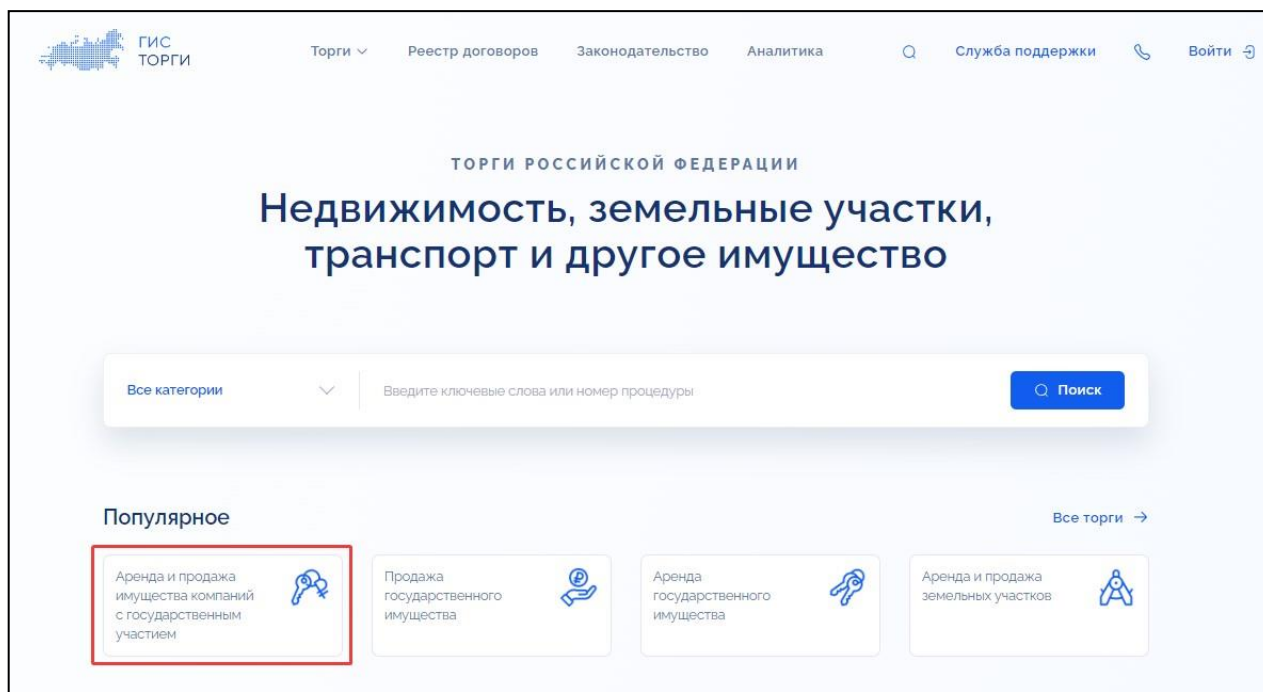 ГИС
ТОРГИ
Торги
Реестр договоров
Законодательство
Аналитика
Служба поддержки
Войти
ТОРГИ РОССИЙСКОЙ ФЕДЕРАЦИИ
Недвижимость, земельные участки,
транспорт и другое имущество
Все категории
Введите ключевые слова или номер процедуры
Поиск
Популярное
Все торги
Аренда и продажа
имущества компаний
с государственным
участием
Продажа
государственного
имущества
Аренда
государственного
имущества
Аренда и продажа
земельных участков